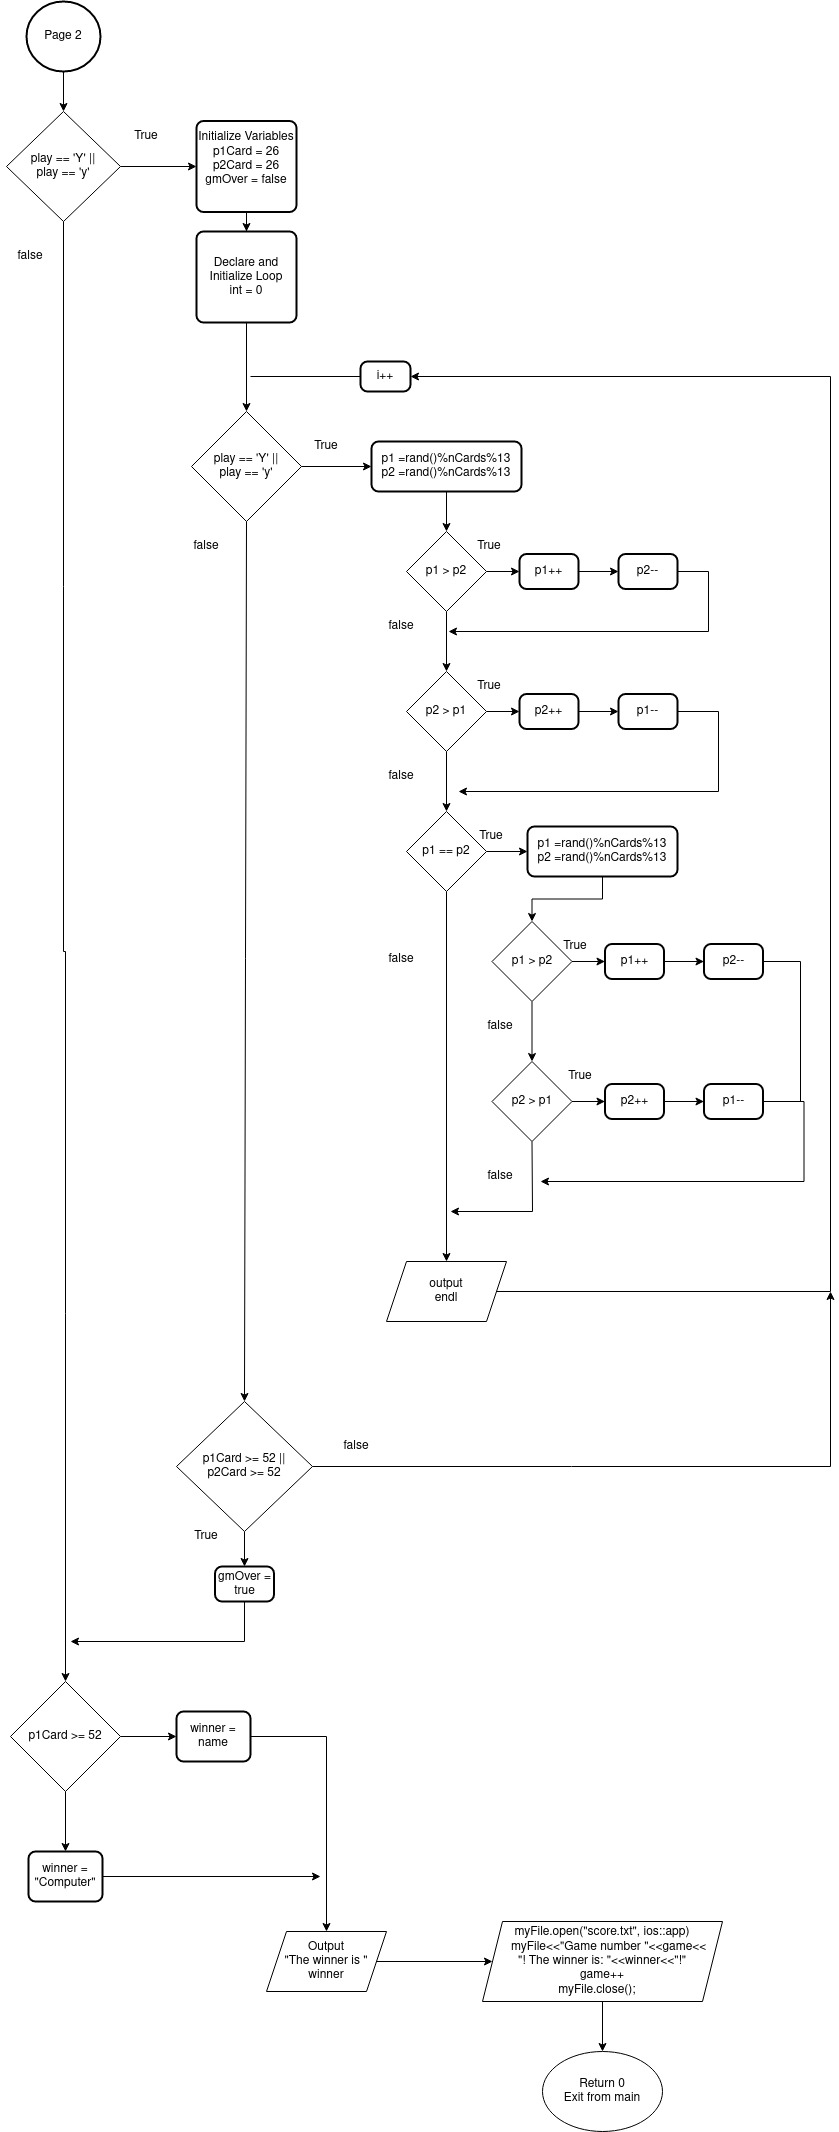 Page 2
True
play == 'Y' ||
play == 'y'
Initialize Variables
p1Card = 26
p2Card = 26
gmOver = false
false
Declare and
Initialize Loop
int = 0
i++
play == 'Y' ||
play == 'y'
True
p1 =rand()%nCards%13
p2 =rand()%nCards%13
false
p1 > p2
True
p1++
p2--
false
p2 > p1
True
p2++
p1--
false
p1 == p2
True
p1 =rand()%nCards%13
p2 =rand()%nCards%13
false
p1 > p2
True
p1++
p2--
false
p2 > p1
True
p2++
p1--
false
output
endl
p1Card >= 52 ||
p2Card >= 52
false
True
gmOver =
true
p1Card >= 52
winner =
name
winner =
"Computer"
Output
"The winner is "
winner
myFile.open("score.txt", ios::app)
myFile<<"Game number "<<game<<
"! The winner is: "<<winner<<"!"
game++
myFile.close();
Return 0
Exit from main